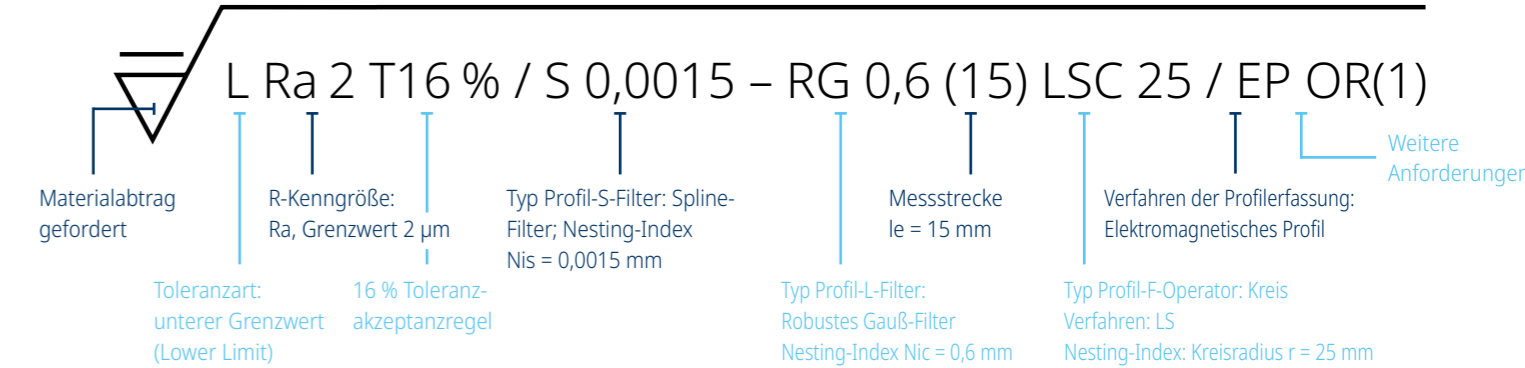 L Ra 2 T16 % / S 0,0015 – RG 0,6 (15) LSC 25 / EP OR(1)
Weitere
Anforderungen
Materialabtrag
gefordert
R-Kenngröße:
Ra, Grenzwert 2 µm
Typ Profil-S-Filter: Spline-
Filter; Nesting-Index
Nis = 0,0015 mm
Messstrecke
le = 15 mm
Verfahren der Profilerfassung:
Elektromagnetisches Profil
Toleranzart:
unterer Grenzwert
(Lower Limit)
16 % Toleranz-
akzeptanzregel
Typ Profil-L-Filter:
Robustes Gauß-Filter
Nesting-Index Nic = 0,6 mm
Typ Profil-F-Operator: Kreis
Verfahren: LS
Nesting-Index: Kreisradius r = 25 mm